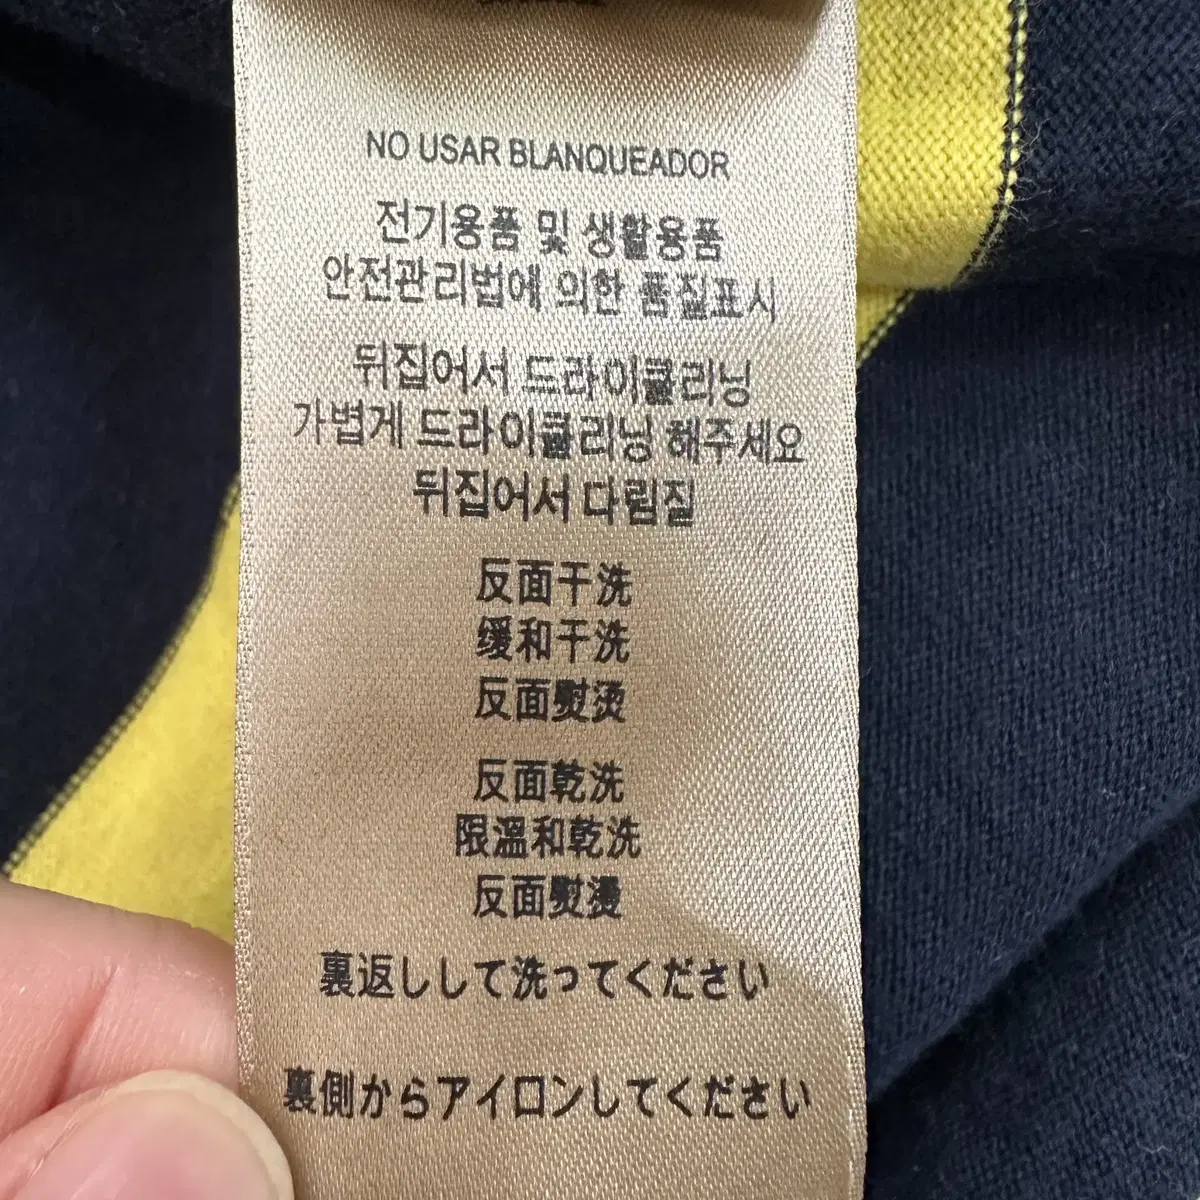 NO USAR BLANQUEADOR
전기용품 및 생활용품
안전관리법에 의한 품질표시
뒤집어서 드라이클리닝
가볍게 드라이클리닝 해주세요
뒤집어서 다림질
反面干洗
缓和干洗
反面熨烫
反面乾洗
限溫和乾洗
反面熨燙
裏返しして洗ってください
裏側からアイロンしてください